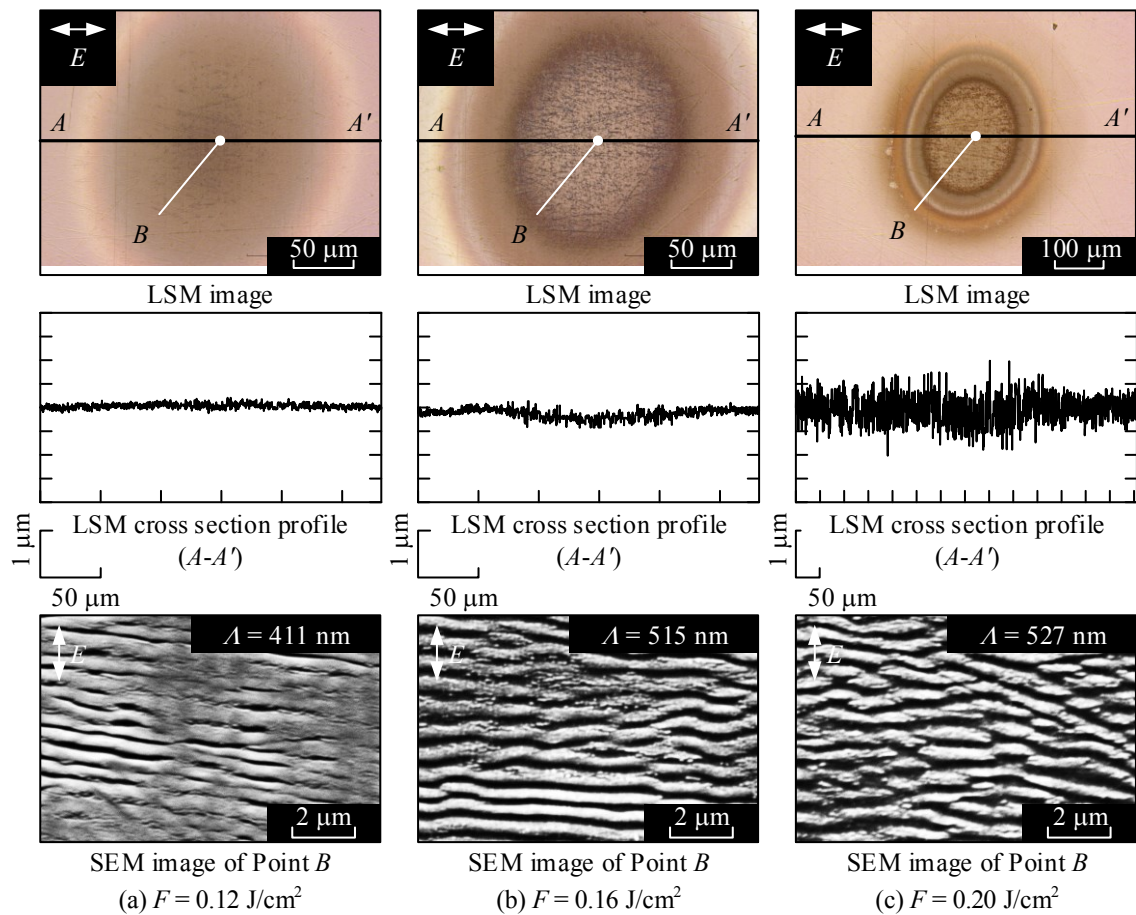 E E E
A A′ A A′ A A′
B B B
50 μm 50 μm 100 μm
LSM image LSM image LSM image
1 μm LSM cross section profile 1 μm LSM cross section profile 1 μm LSM cross section profile
(A-A′) (A-A′) (A-A′)
50 μm 50 μm 50 μm
E Λ = 411 nm E Λ = 515 nm E Λ = 527 nm
2 μm 2 μm 2 μm
SEM image of Point B SEM image of Point B SEM image of Point B
(a) F = 0.12 J/cm² (b) F = 0.16 J/cm² (c) F = 0.20 J/cm²